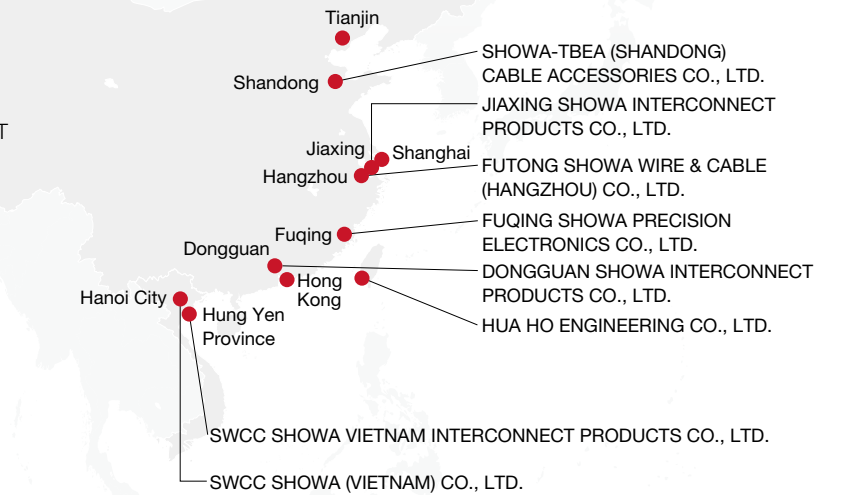 Tianjin
SHOWA-TBEA (SHANDONG)
CABLE ACCESSORIES CO., LTD.
Shandong
JIAXING SHOWA INTERCONNECT
PRODUCTS CO., LTD.
T
Jiaxing
Shanghai
Hangzhou
FUTONG SHOWA WIRE & CABLE
(HANGZHOU) CO., LTD.
Fuqing
FUQING SHOWA PRECISION
ELECTRONICS CO., LTD.
Dongguan
DONGGUAN SHOWA INTERCONNECT
PRODUCTS CO., LTD.
Hong
Kong
Hanoi City
Hung Yen
Province
HUA HO ENGINEERING CO., LTD.
SWCC SHOWA VIETNAM INTERCONNECT PRODUCTS CO., LTD.
SWCC SHOWA (VIETNAM) CO., LTD.